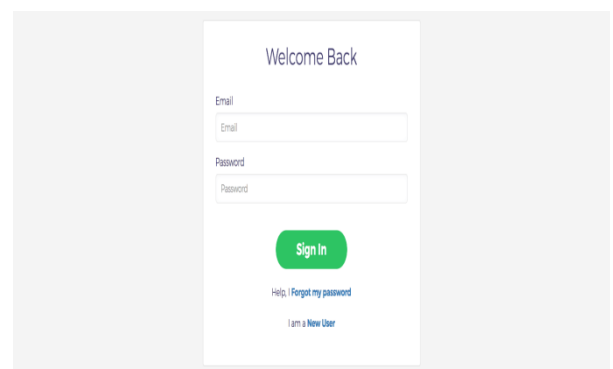 Welcome Back
Email
Email
Password
Password
Sign In
Help, I Forgot my password
I am a New User